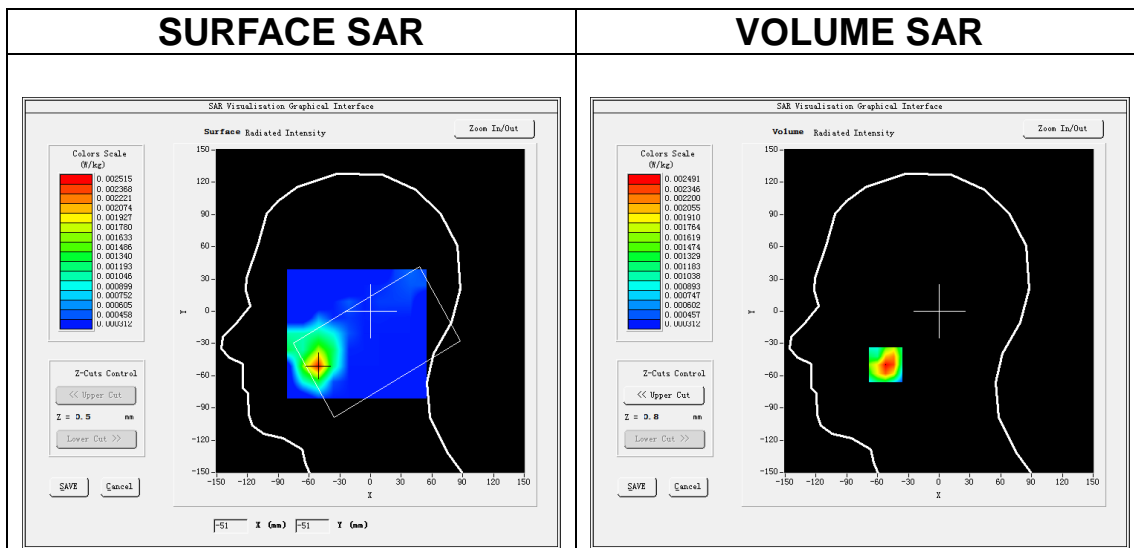 SURFACE SAR
VOLUME SAR
SAR Visualisation Graphical Interface
Surface Radiated Intensity
Zoom In/Out
Colors Scale
(W/kg)
0.002515
0.002368
0.002221
0.002074
0.001927
0.001780
0.001633
0.001486
0.001340
0.001193
0.001046
0.000899
0.000752
0.000605
0.000458
0.000312
150
120
90
60
30
0
-30
-60
-90
-120
-150
Y
-150 -120 -90 -60 -30 0 30 60 90 120 150
X
Z-Cuts Control
<< Upper Cut
Z = 0.5 mm
Lower Cut >>
SAVE Cancel
-51 X (mm) -51 Y (mm)
SAR Visualisation Graphical Interface
Volume Radiated Intensity
Zoom In/Out
Colors Scale
(W/kg)
0.002491
0.002346
0.002200
0.002055
0.001910
0.001764
0.001619
0.001474
0.001329
0.001183
0.001038
0.000893
0.000747
0.000602
0.000457
0.000312
150
120
90
60
30
0
-30
-60
-90
-120
-150
Y
-150 -120 -90 -60 -30 0 30 60 90 120 150
X
Z-Cuts Control
<< Upper Cut
Z = 0.8 mm
Lower Cut >>
SAVE Cancel